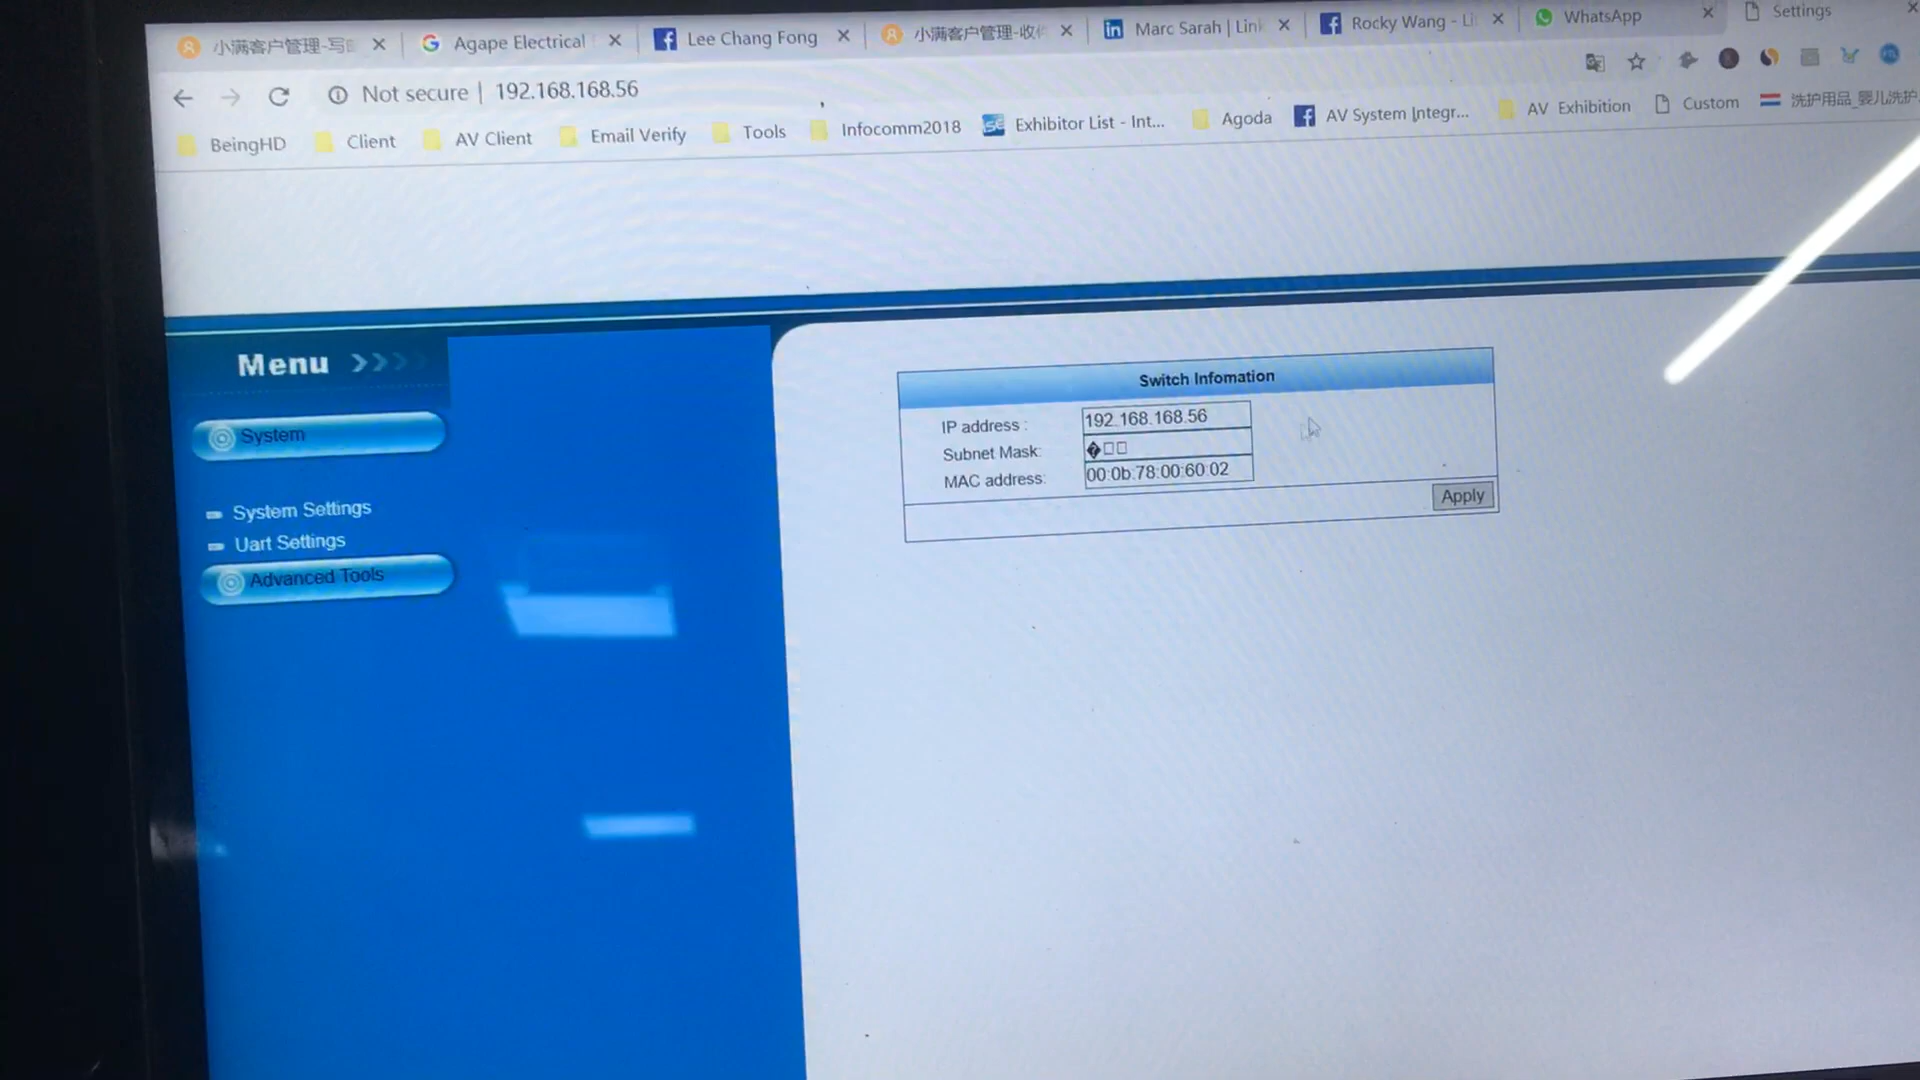 小满客户管理-写
Agape Electrical
Lee Chang Fong
小满客户管理-收
Marc Sarah | Link
Rocky Wang - Li
WhatsApp
Settings
Not secure | 192.168.168.56
BeingHD
Client
AV Client
Email Verify
Tools
Infocomm2018
Exhibitor List - Int...
Agoda
AV System Integr...
AV Exhibition
Custom
洗护用品_婴儿洗护
Menu
System
System Settings
Uart Settings
Advanced Tools
Switch Infomation
IP address : 192.168.168.56
Subnet Mask: �□□
MAC address: 00:0b:78:00:60:02
Apply